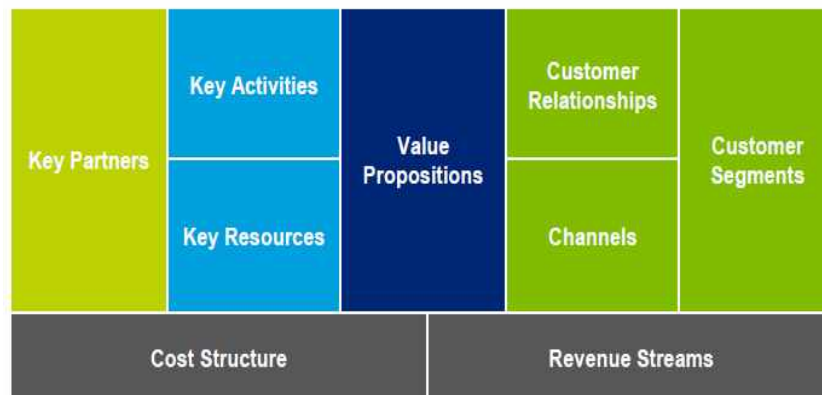 Key Partners
Key Activities
Key Resources
Value
Propositions
Customer
Relationships
Channels
Customer
Segments
Cost Structure
Revenue Streams